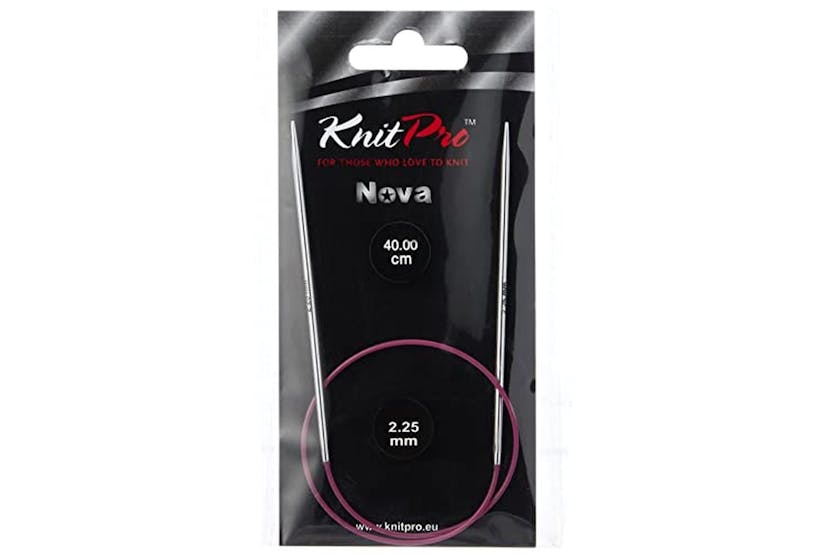 KnitPro™
FOR THOSE WHO LOVE TO KNIT
Nova
40.00
cm
2.25
mm
www.knitpro.eu